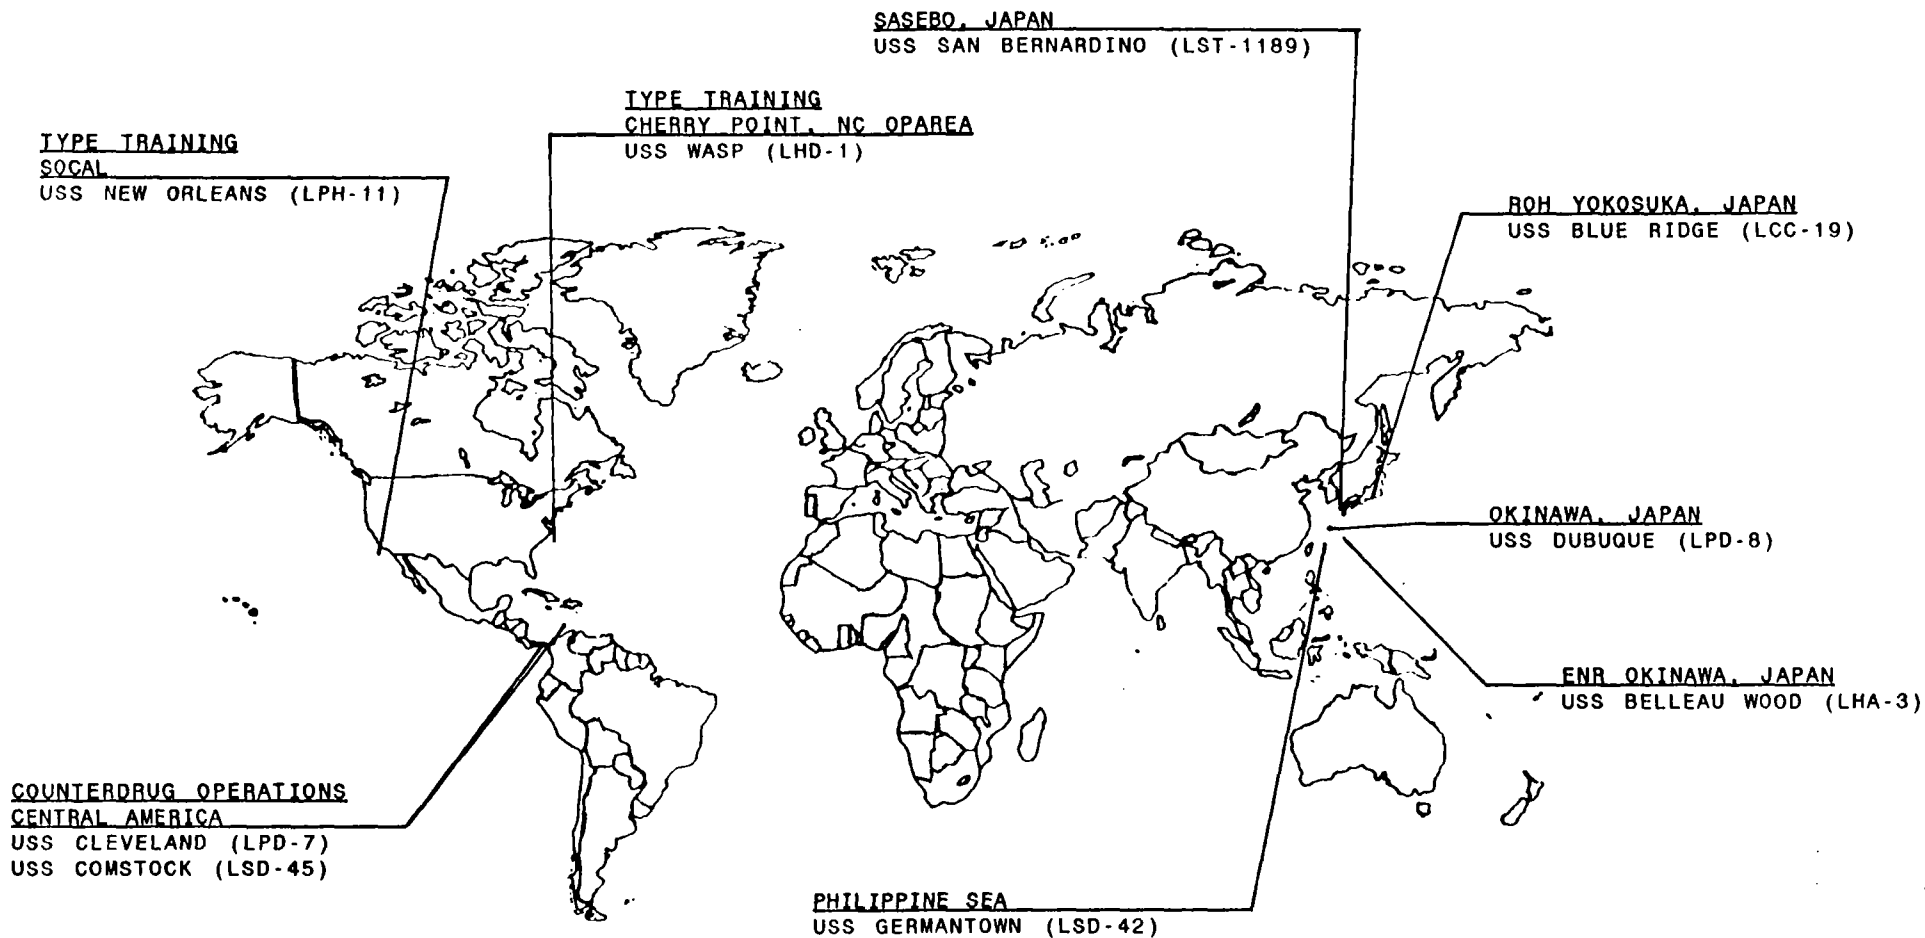 SASEBO, JAPAN
USS SAN BERNARDINO (LST-1189)
TYPE TRAINING
CHERRY POINT, NC OPAREA
USS WASP (LHD-1)
TYPE TRAINING
SOCAL
USS NEW ORLEANS (LPH-11)
ROH YOKOSUKA, JAPAN
USS BLUE RIDGE (LCC-19)
OKINAWA, JAPAN
USS DUBUQUE (LPD-8)
ENR OKINAWA, JAPAN
USS BELLEAU WOOD (LHA-3)
COUNTERDRUG OPERATIONS
CENTRAL AMERICA
USS CLEVELAND (LPD-7)
USS COMSTOCK (LSD-45)
PHILIPPINE SEA
USS GERMANTOWN (LSD-42)